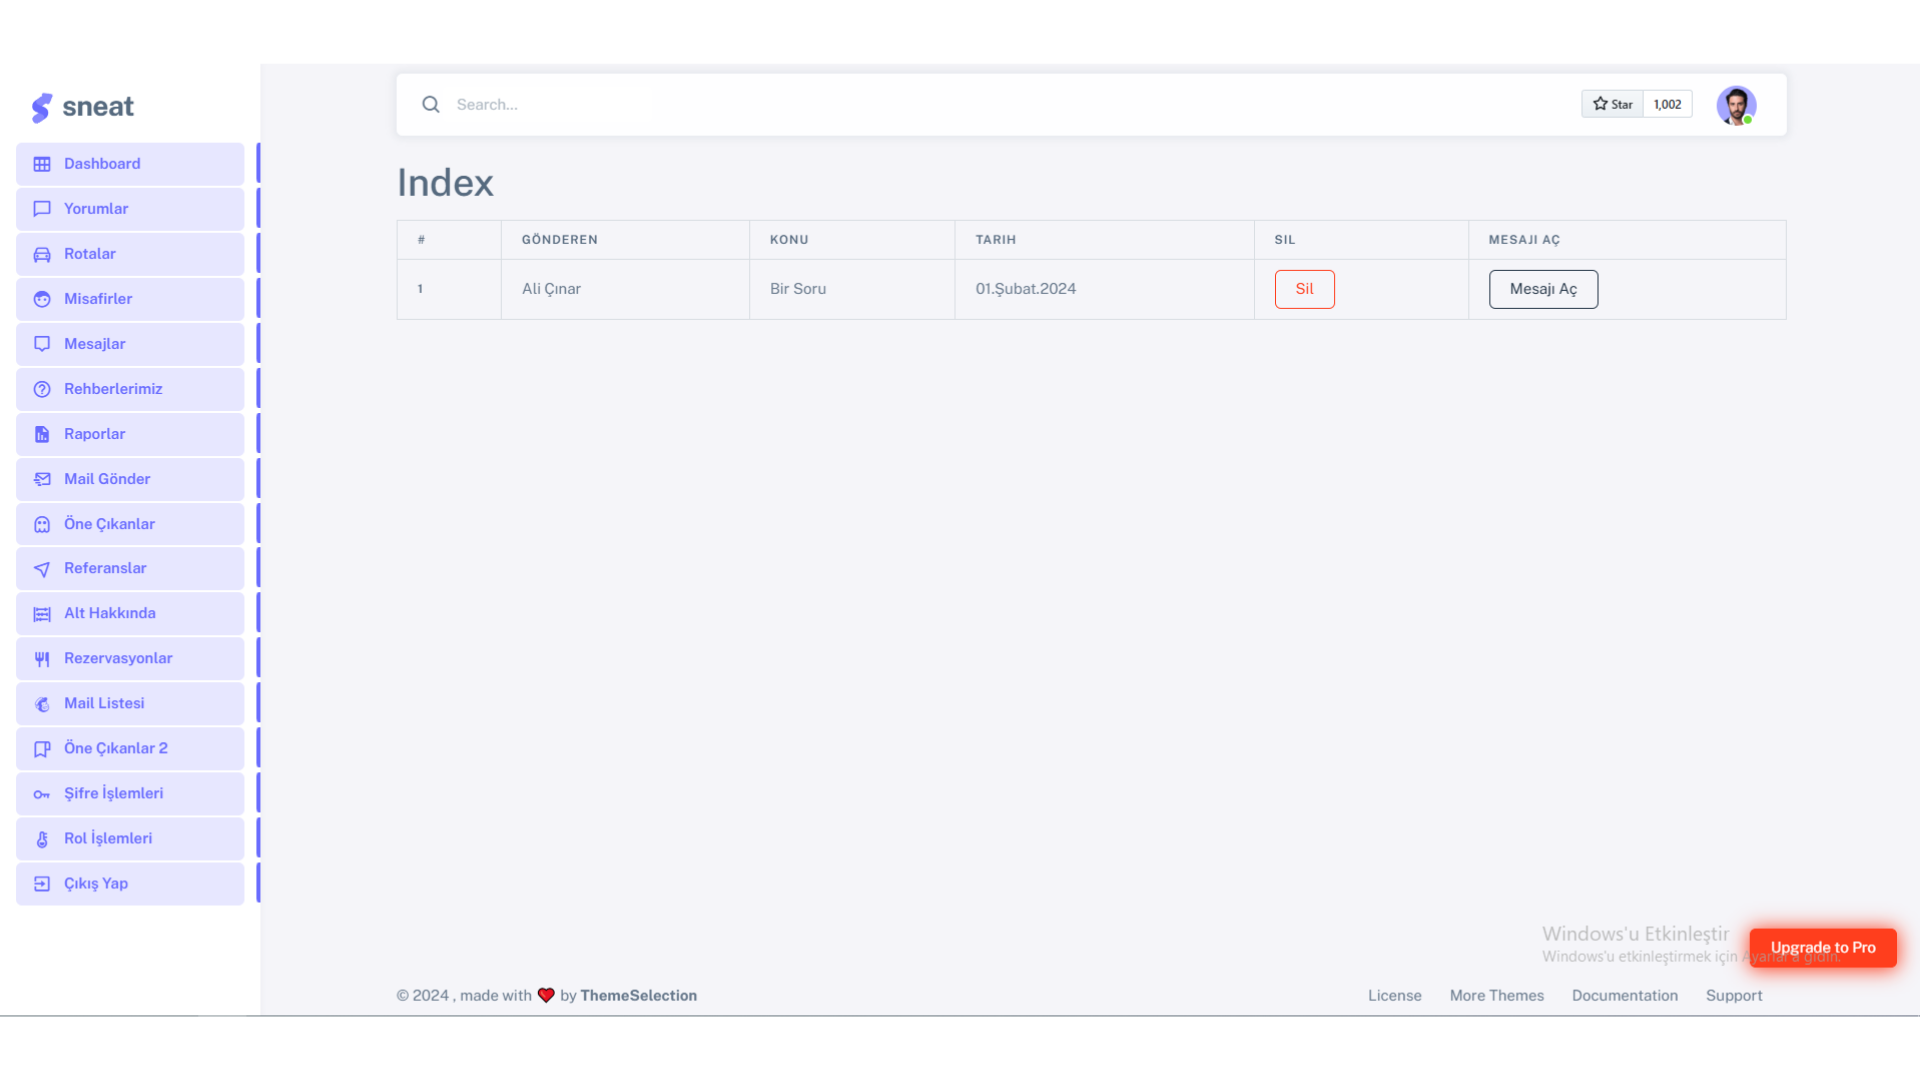 sneat
Search...
Star 1,002
Dashboard
Yorumlar
Rotalar
Misafirler
Mesajlar
Rehberlerimiz
Raporlar
Mail Gönder
Öne Çıkanlar
Referanslar
Alt Hakkında
Rezervasyonlar
Mail Listesi
Öne Çıkanlar 2
Şifre İşlemleri
Rol İşlemleri
Çıkış Yap
Index
# GÖNDEREN KONU TARIH SIL MESAJI AÇ
1 Ali Çınar Bir Soru 01.Şubat.2024 Sil Mesajı Aç
Windows'u Etkinleştir
Windows'u etkinleştirmek için Ayarlar'a gidin.
Upgrade to Pro
© 2024 , made with ❤️ by ThemeSelection
License More Themes Documentation Support